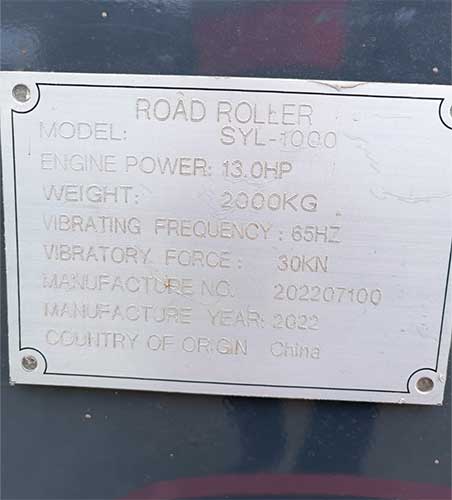 ROAD ROLLER
MODEL: SYL-1000
ENGINE POWER: 13.0HP
WEIGHT: 2000KG
VIBRATING FREQUENCY: 65HZ
VIBRATORY FORCE: 30KN
MANUFACTURE NO. 202207100
MANUFACTURE YEAR: 2022
COUNTRY OF ORIGIN China